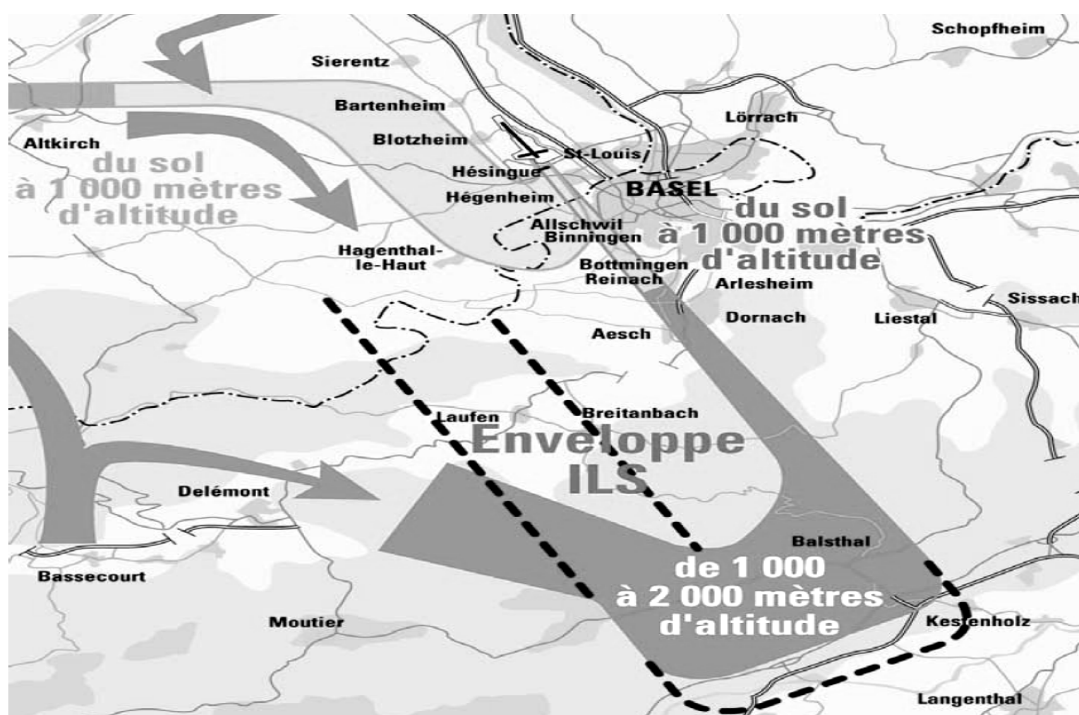 Schopfheim
Sierentz
Bartenheim
Lörrach
Blotzheim
Altkirch
St-Louis
du sol
à 1 000 mètres
d'altitude
Hésingue
BASEL
Hégenheim
du sol
à 1 000 mètres
d'altitude
Allschwil
Binningen
Hagenthal-
le-Haut
Bottmingen
Reinach
Arlesheim
Sissach
Dornach
Liestal
Aesch
Laufen
Breitanbach
Enveloppe
ILS
Delémont
Balsthal
Bassecourt
de 1 000
à 2 000 mètres
d'altitude
Moutier
Kestenholz
Langenthal